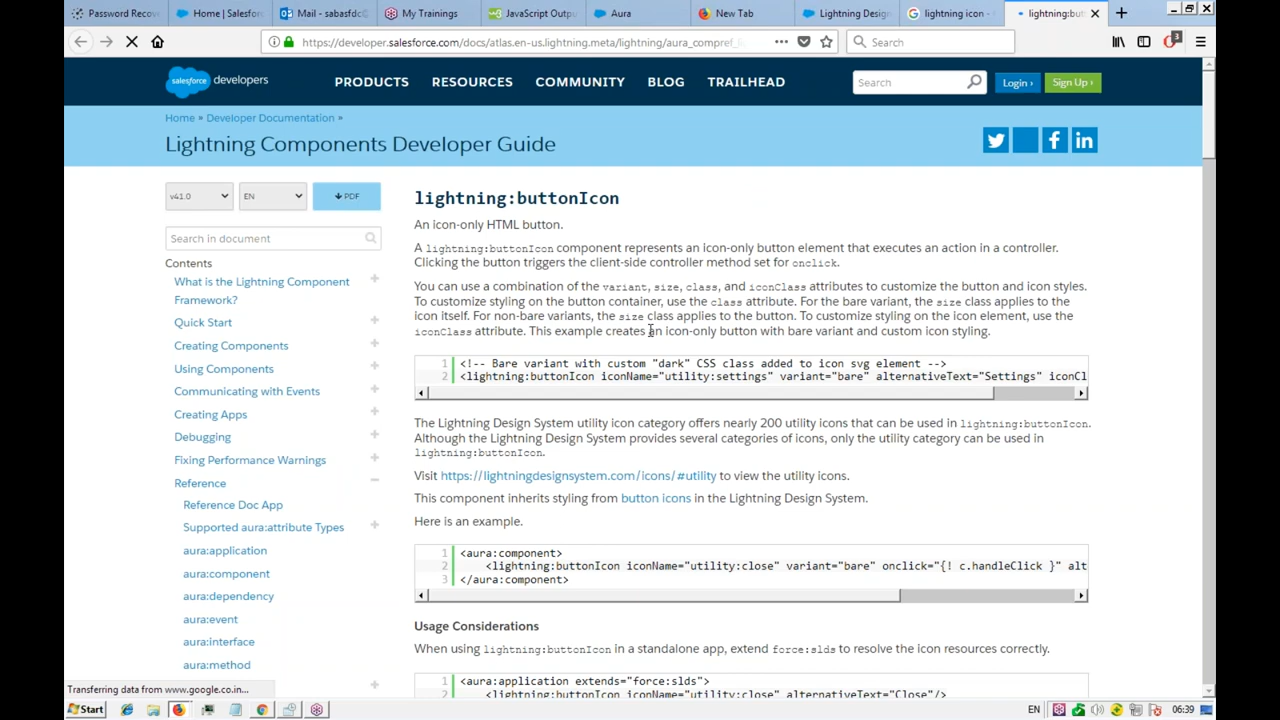 Password Recov
Home | Salesforc
Mail - sabasfdc
My Trainings
JavaScript Outpu
Aura
New Tab
Lightning Design
lightning icon -
lightning:butt
https://developer.salesforce.com/docs/atlas.en-us.lightning.meta/lightning/aura_compref_li
Search
3
salesforce developers
PRODUCTS
RESOURCES
COMMUNITY
BLOG
TRAILHEAD
Search
Login ›
Sign Up ›
Home » Developer Documentation »
Lightning Components Developer Guide
v41.0
EN
PDF
Search in document
Contents
What is the Lightning Component
Framework?
Quick Start
Creating Components
Using Components
Communicating with Events
Creating Apps
Debugging
Fixing Performance Warnings
Reference
Reference Doc App
Supported aura:attribute Types
aura:application
aura:component
aura:dependency
aura:event
aura:interface
aura:method
lightning:buttonIcon
An icon-only HTML button.
A lightning:buttonIcon component represents an icon-only button element that executes an action in a controller.
Clicking the button triggers the client-side controller method set for onclick.
You can use a combination of the variant, size, class, and iconClass attributes to customize the button and icon styles.
To customize styling on the button container, use the class attribute. For the bare variant, the size class applies to the
icon itself. For non-bare variants, the size class applies to the button. To customize styling on the icon element, use the
iconClass attribute. This example creates an icon-only button with bare variant and custom icon styling.
1 <!-- Bare variant with custom "dark" CSS class added to icon svg element -->
2 <lightning:buttonIcon iconName="utility:settings" variant="bare" alternativeText="Settings" iconCl
The Lightning Design System utility icon category offers nearly 200 utility icons that can be used in lightning:buttonIcon.
Although the Lightning Design System provides several categories of icons, only the utility category can be used in
lightning:buttonIcon.
Visit https://lightningdesignsystem.com/icons/#utility to view the utility icons.
This component inherits styling from button icons in the Lightning Design System.
Here is an example.
1 <aura:component>
2 <lightning:buttonIcon iconName="utility:close" variant="bare" onclick="{! c.handleClick }" alt
3 </aura:component>
Usage Considerations
When using lightning:buttonIcon in a standalone app, extend force:slds to resolve the icon resources correctly.
1 <aura:application extends="force:slds">
2 <lightning:buttonIcon iconName="utility:close" alternativeText="Close"/>
Transferring data from www.google.co.in...
Start
EN
06:39